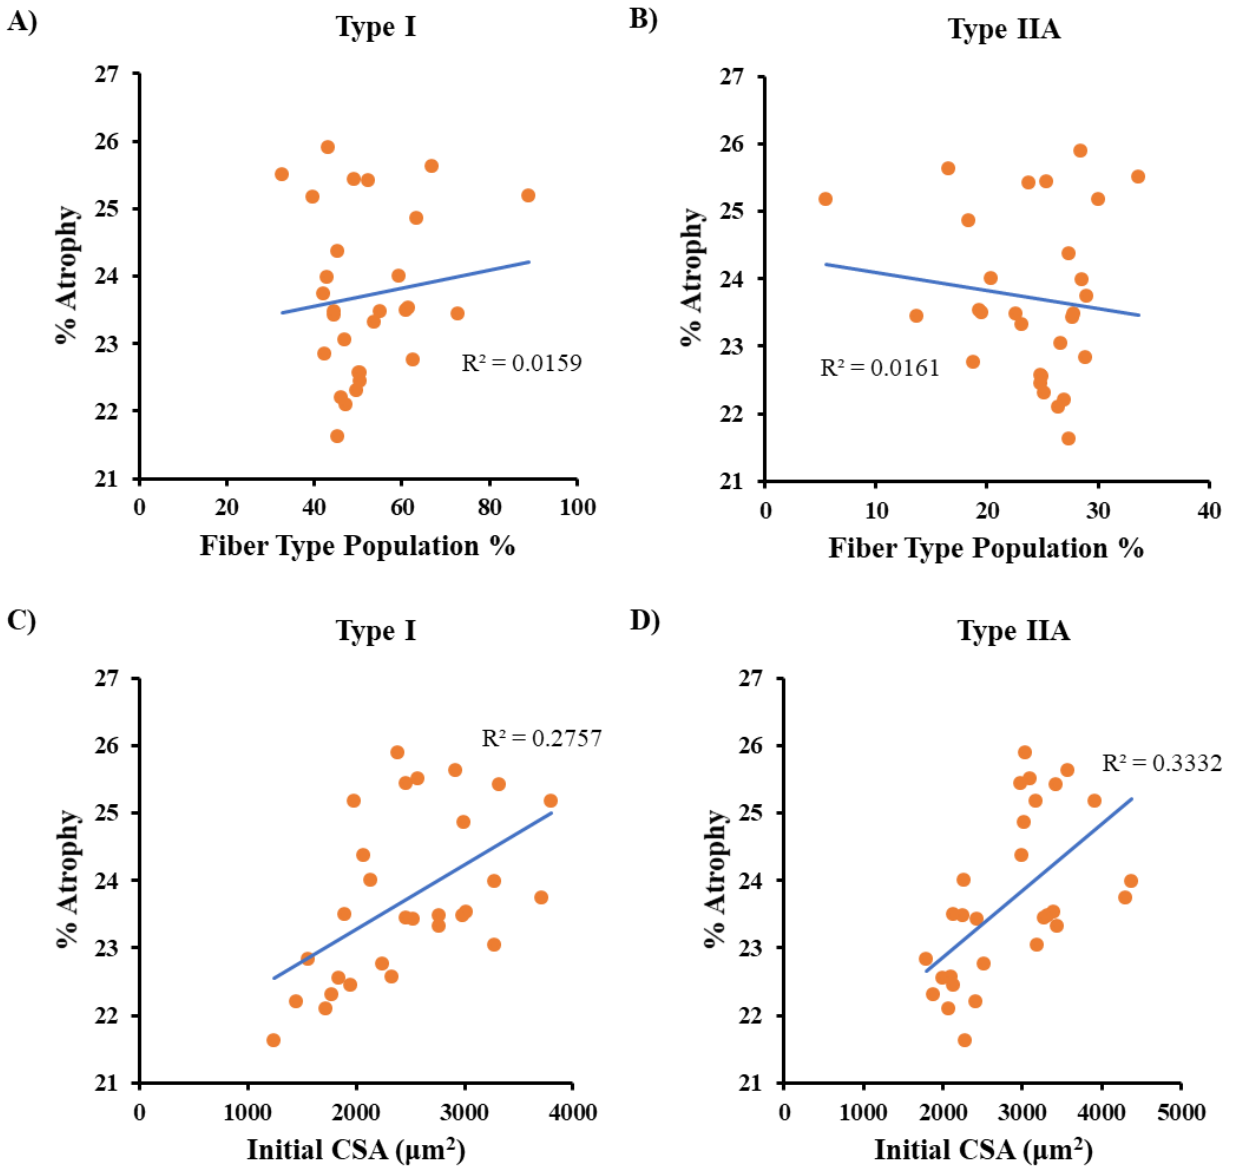 A)
Type I
27
26
25
24
23
22
21
% Atrophy
R² = 0.0159
0 20 40 60 80 100
Fiber Type Population %
B)
Type IIA
27
26
25
24
23
22
21
% Atrophy
R² = 0.0161
0 10 20 30 40
Fiber Type Population %
C)
Type I
27
26
25
24
23
22
21
% Atrophy
R² = 0.2757
0 1000 2000 3000 4000
Initial CSA (µm²)
D)
Type IIA
27
26
25
24
23
22
21
% Atrophy
R² = 0.3332
0 1000 2000 3000 4000 5000
Initial CSA (µm²)